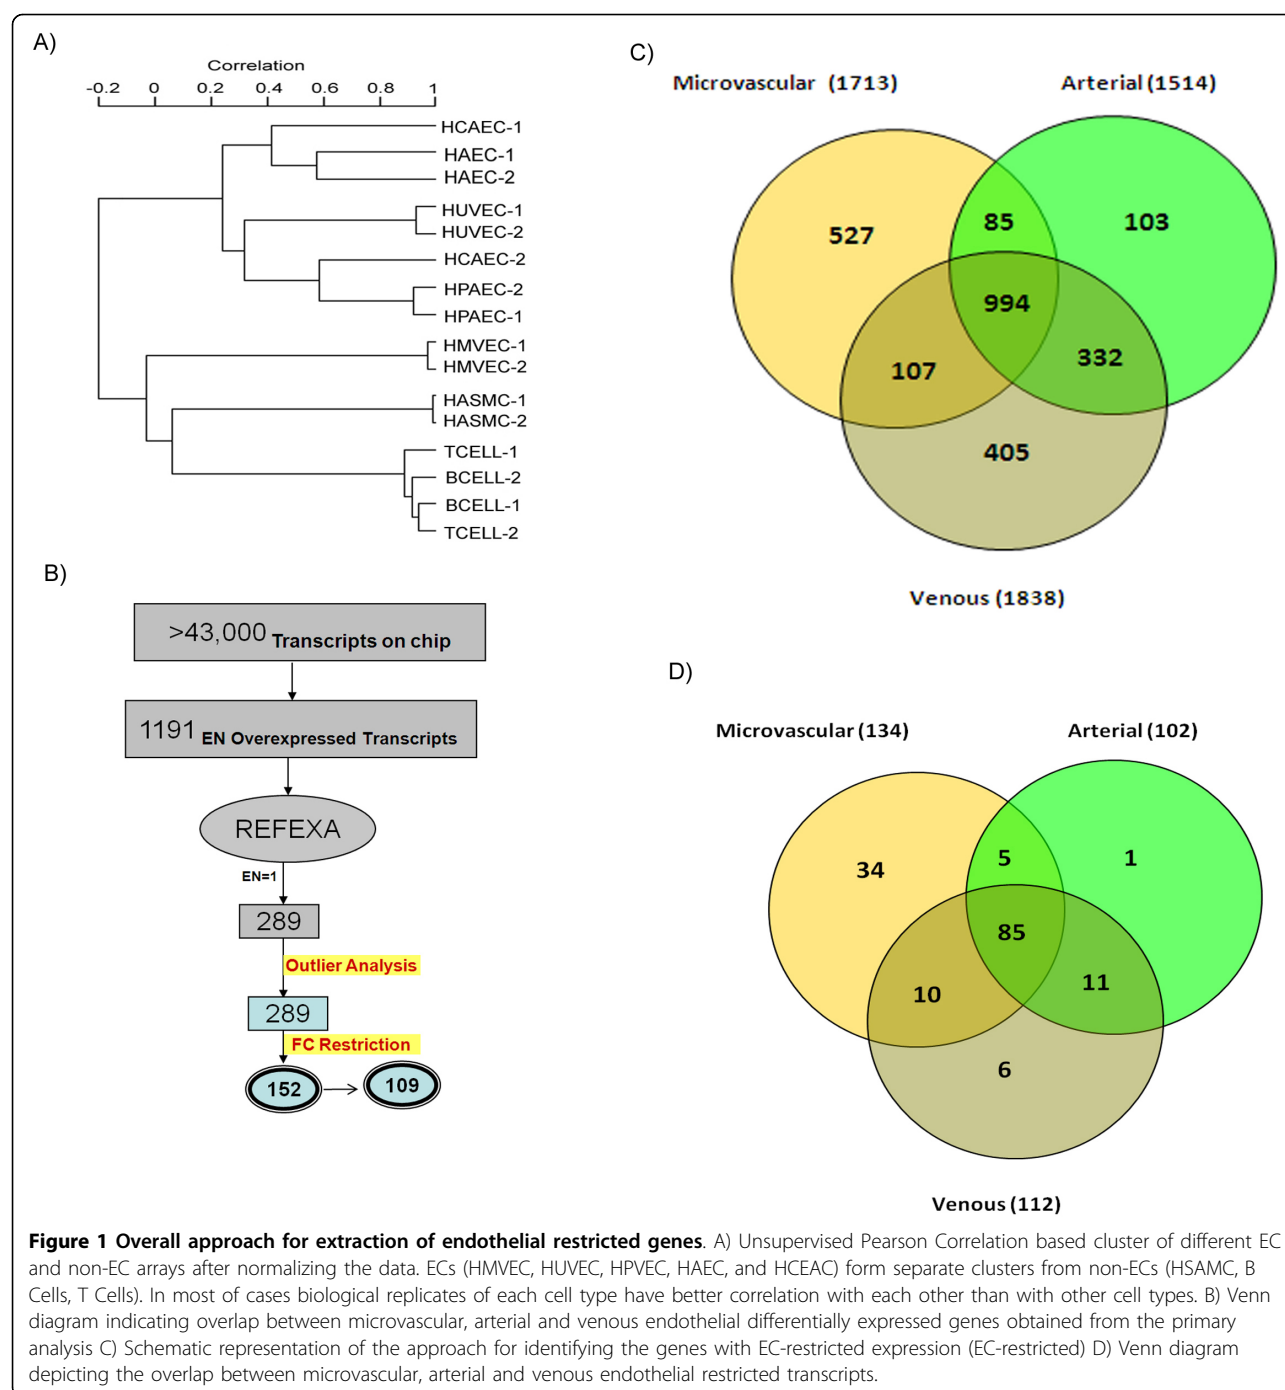 A)
Correlation
-0.2 0 0.2 0.4 0.6 0.8 1
HCAEC-1
HAEC-1
HAEC-2
HUVEC-1
HUVEC-2
HCAEC-2
HPAEC-2
HPAEC-1
HMVEC-1
HMVEC-2
HASMC-1
HASMC-2
TCELL-1
BCELL-2
BCELL-1
TCELL-2
B)
>43,000 Transcripts on chip
1191 EN Overexpressed Transcripts
REFEXA
EN=1
289
Outlier Analysis
289
FC Restriction
152
109
C)
Microvascular (1713)
Arterial (1514)
527
85
103
994
107
332
405
Venous (1838)
D)
Microvascular (134)
Arterial (102)
34
5
1
85
10
11
6
Venous (112)
Figure 1 Overall approach for extraction of endothelial restricted genes. A) Unsupervised Pearson Correlation based cluster of different EC
and non-EC arrays after normalizing the data. ECs (HMVEC, HUVEC, HPVEC, HAEC, and HCEAC) form separate clusters from non-ECs (HSAMC, B
Cells, T Cells). In most of cases biological replicates of each cell type have better correlation with each other than with other cell types. B) Venn
diagram indicating overlap between microvascular, arterial and venous endothelial differentially expressed genes obtained from the primary
analysis C) Schematic representation of the approach for identifying the genes with EC-restricted expression (EC-restricted) D) Venn diagram
depicting the overlap between microvascular, arterial and venous endothelial restricted transcripts.